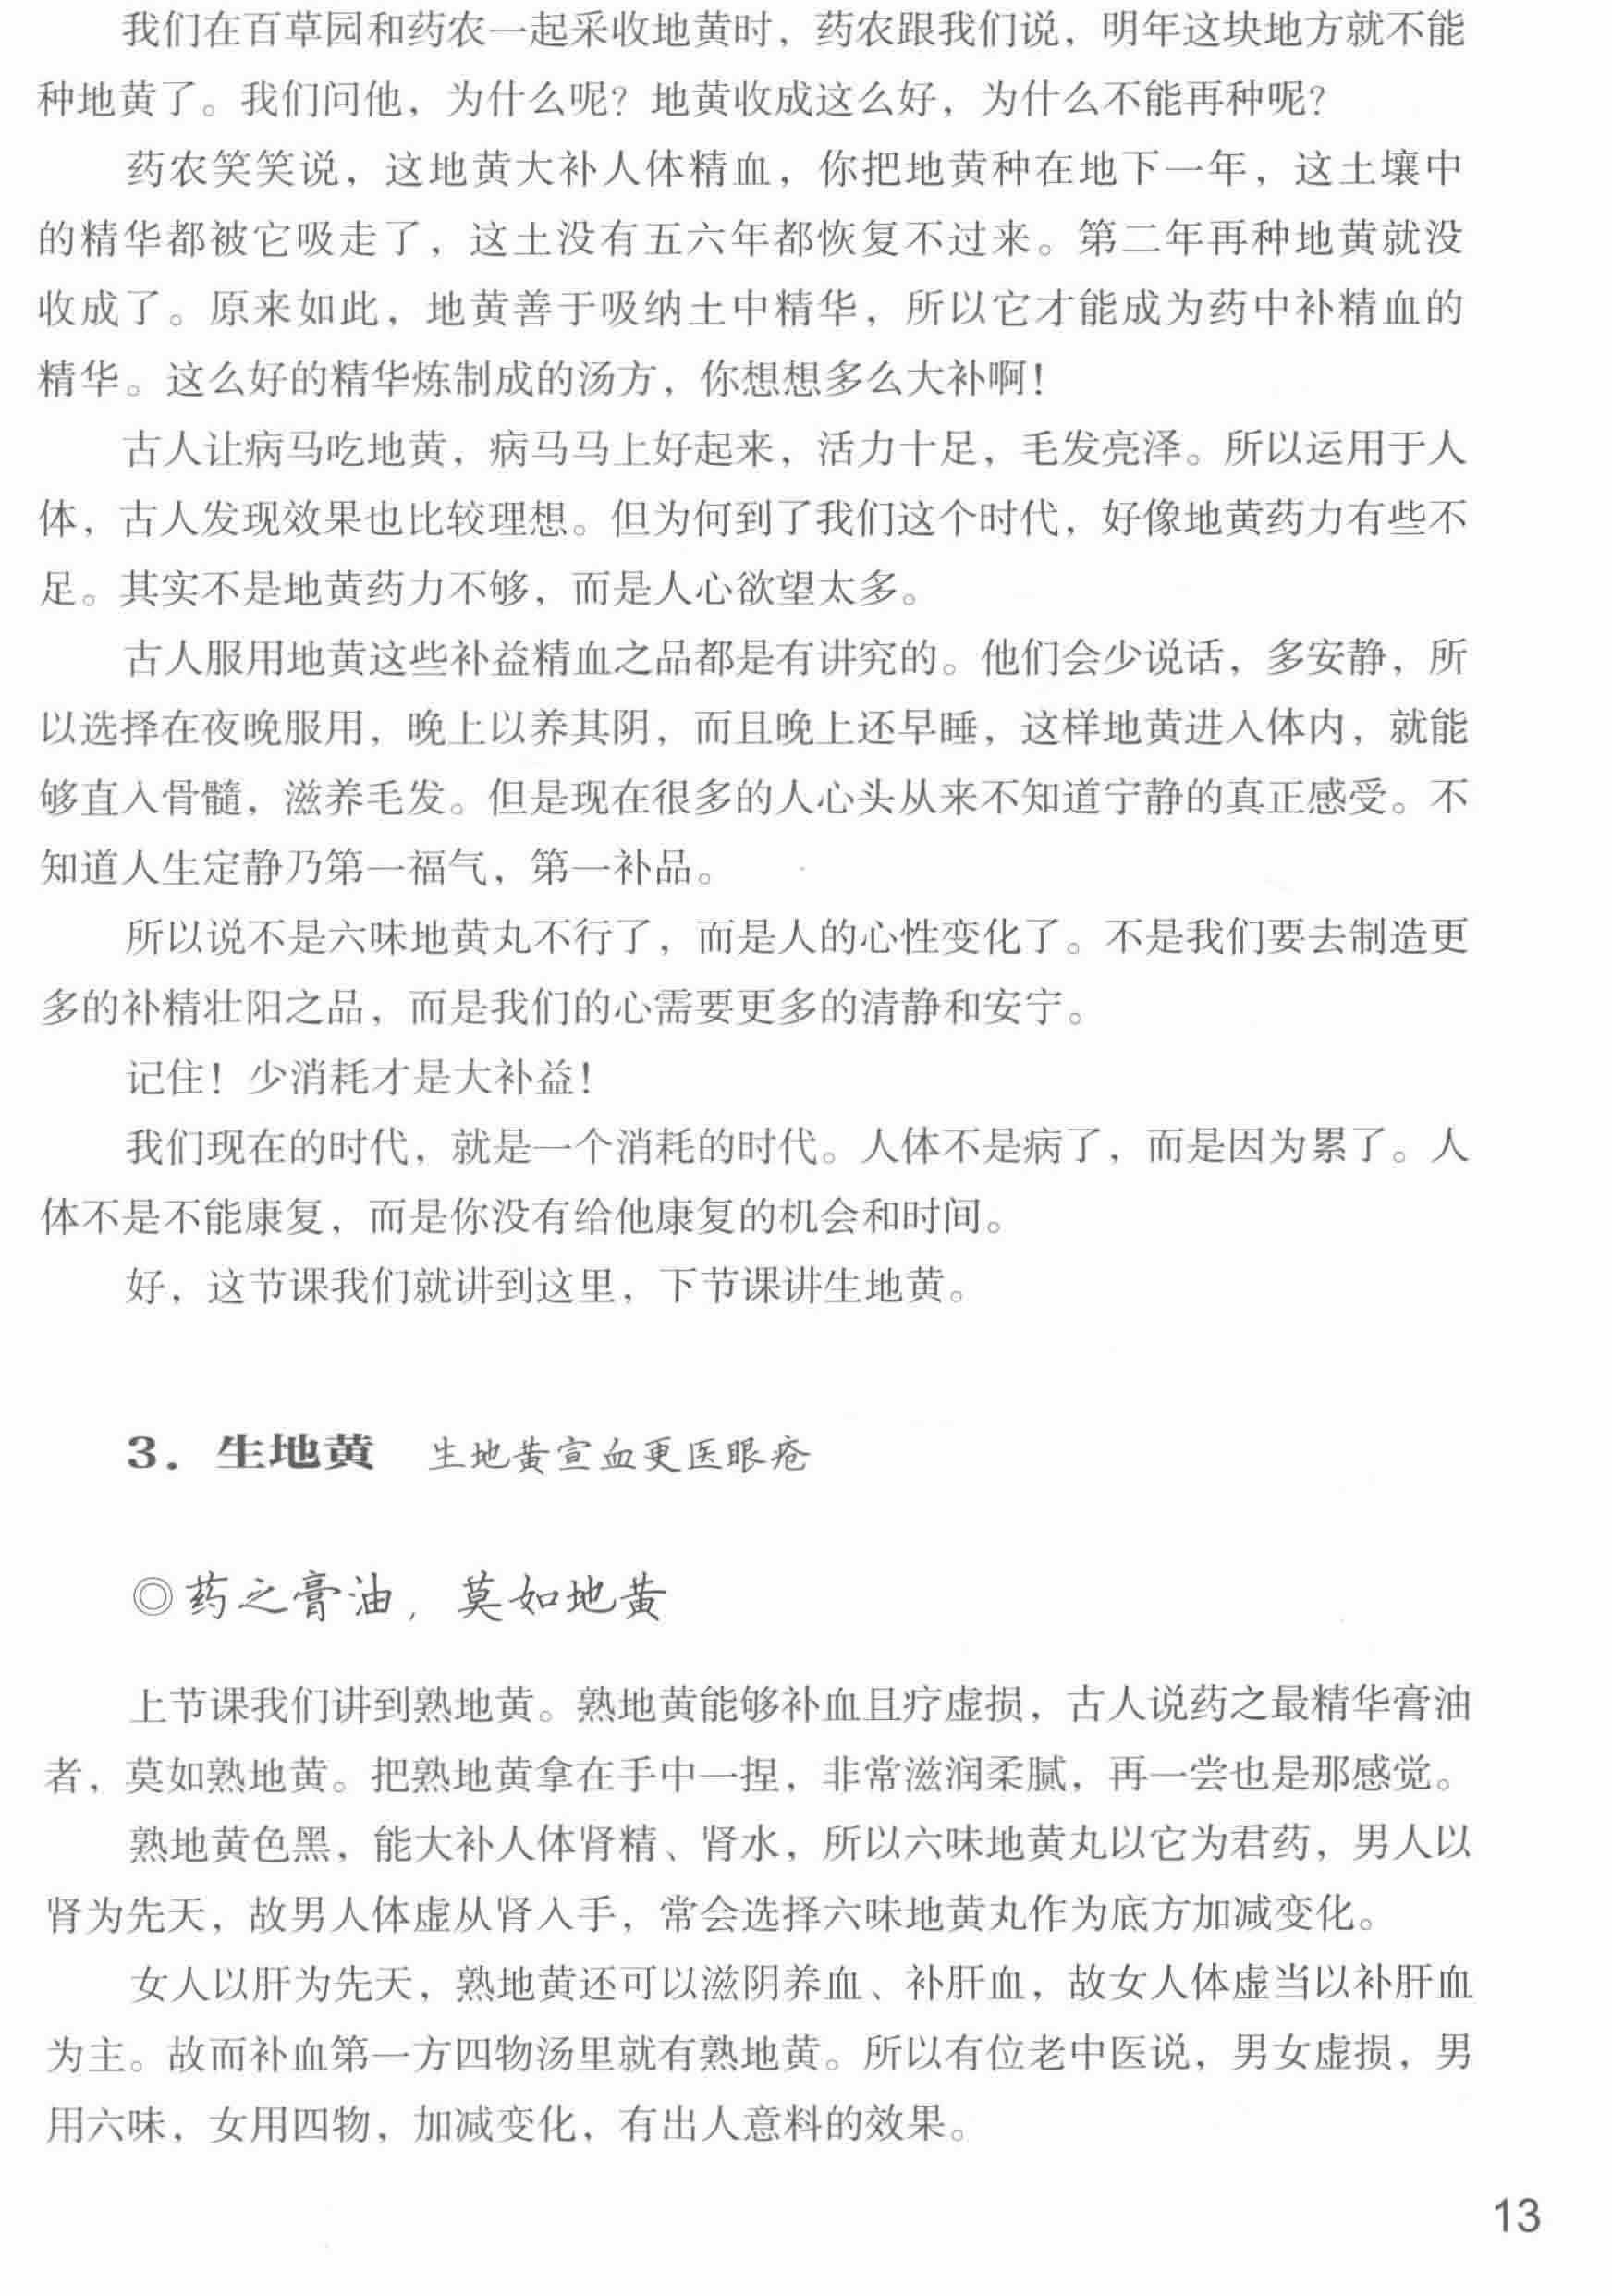 我们在百草园和药农一起采收地黄时，药农跟我们说，明年这块地方就不能
种地黄了。我们问他，为什么呢？地黄收成这么好，为什么不能再种呢？
药农笑笑说，这地黄大补人体精血，你把地黄种在地下一年，这土壤中
的精华都被它吸走了，这土没有五六年都恢复不过来。第二年再种地黄就没
收成了。原来如此，地黄善于吸纳土中精华，所以它才能成为药中补精血的
精华。这么好的精华炼制成的汤方，你想想多么大补啊！
古人让病马吃地黄，病马马上好起来，活力十足，毛发亮泽。所以运用于人
体，古人发现效果也比较理想。但为何到了我们这个时代，好像地黄药力有些不
足。其实不是地黄药力不够，而是人心欲望太多。
古人服用地黄这些补益精血之品都是有讲究的。他们会少说话，多安静，所
以选择在夜晚服用，晚上以养其阴，而且晚上还早睡，这样地黄进入体内，就能
够直入骨髓，滋养毛发。但是现在很多的人心头从来不知道宁静的真正感受。不
知道人生定静乃第一福气，第一补品。
所以说不是六味地黄丸不行了，而是人的心性变化了。不是我们要去制造更
多的补精壮阳之品，而是我们的心需要更多的清静和安宁。
记住！少消耗才是大补益！
我们现在的时代，就是一个消耗的时代。人体不是病了，而是因为累了。人
体不是不能康复，而是你没有给他康复的机会和时间。
好，这节课我们就讲到这里，下节课讲生地黄。
3．生地黄 生地黄宣血更医眼疮
◎药之膏油，莫如地黄
上节课我们讲到熟地黄。熟地黄能够补血且疗虚损，古人说药之最精华膏油
者，莫如熟地黄。把熟地黄拿在手中一捏，非常滋润柔腻，再一尝也是那感觉。
熟地黄色黑，能大补人体肾精、肾水，所以六味地黄丸以它为君药，男人以
肾为先天，故男人体虚从肾入手，常会选择六味地黄丸作为底方加减变化。
女人以肝为先天，熟地黄还可以滋阴养血、补肝血，故女人体虚当以补肝血
为主。故而补血第一方四物汤里就有熟地黄。所以有位老中医说，男女虚损，男
用六味，女用四物，加减变化，有出人意料的效果。
13